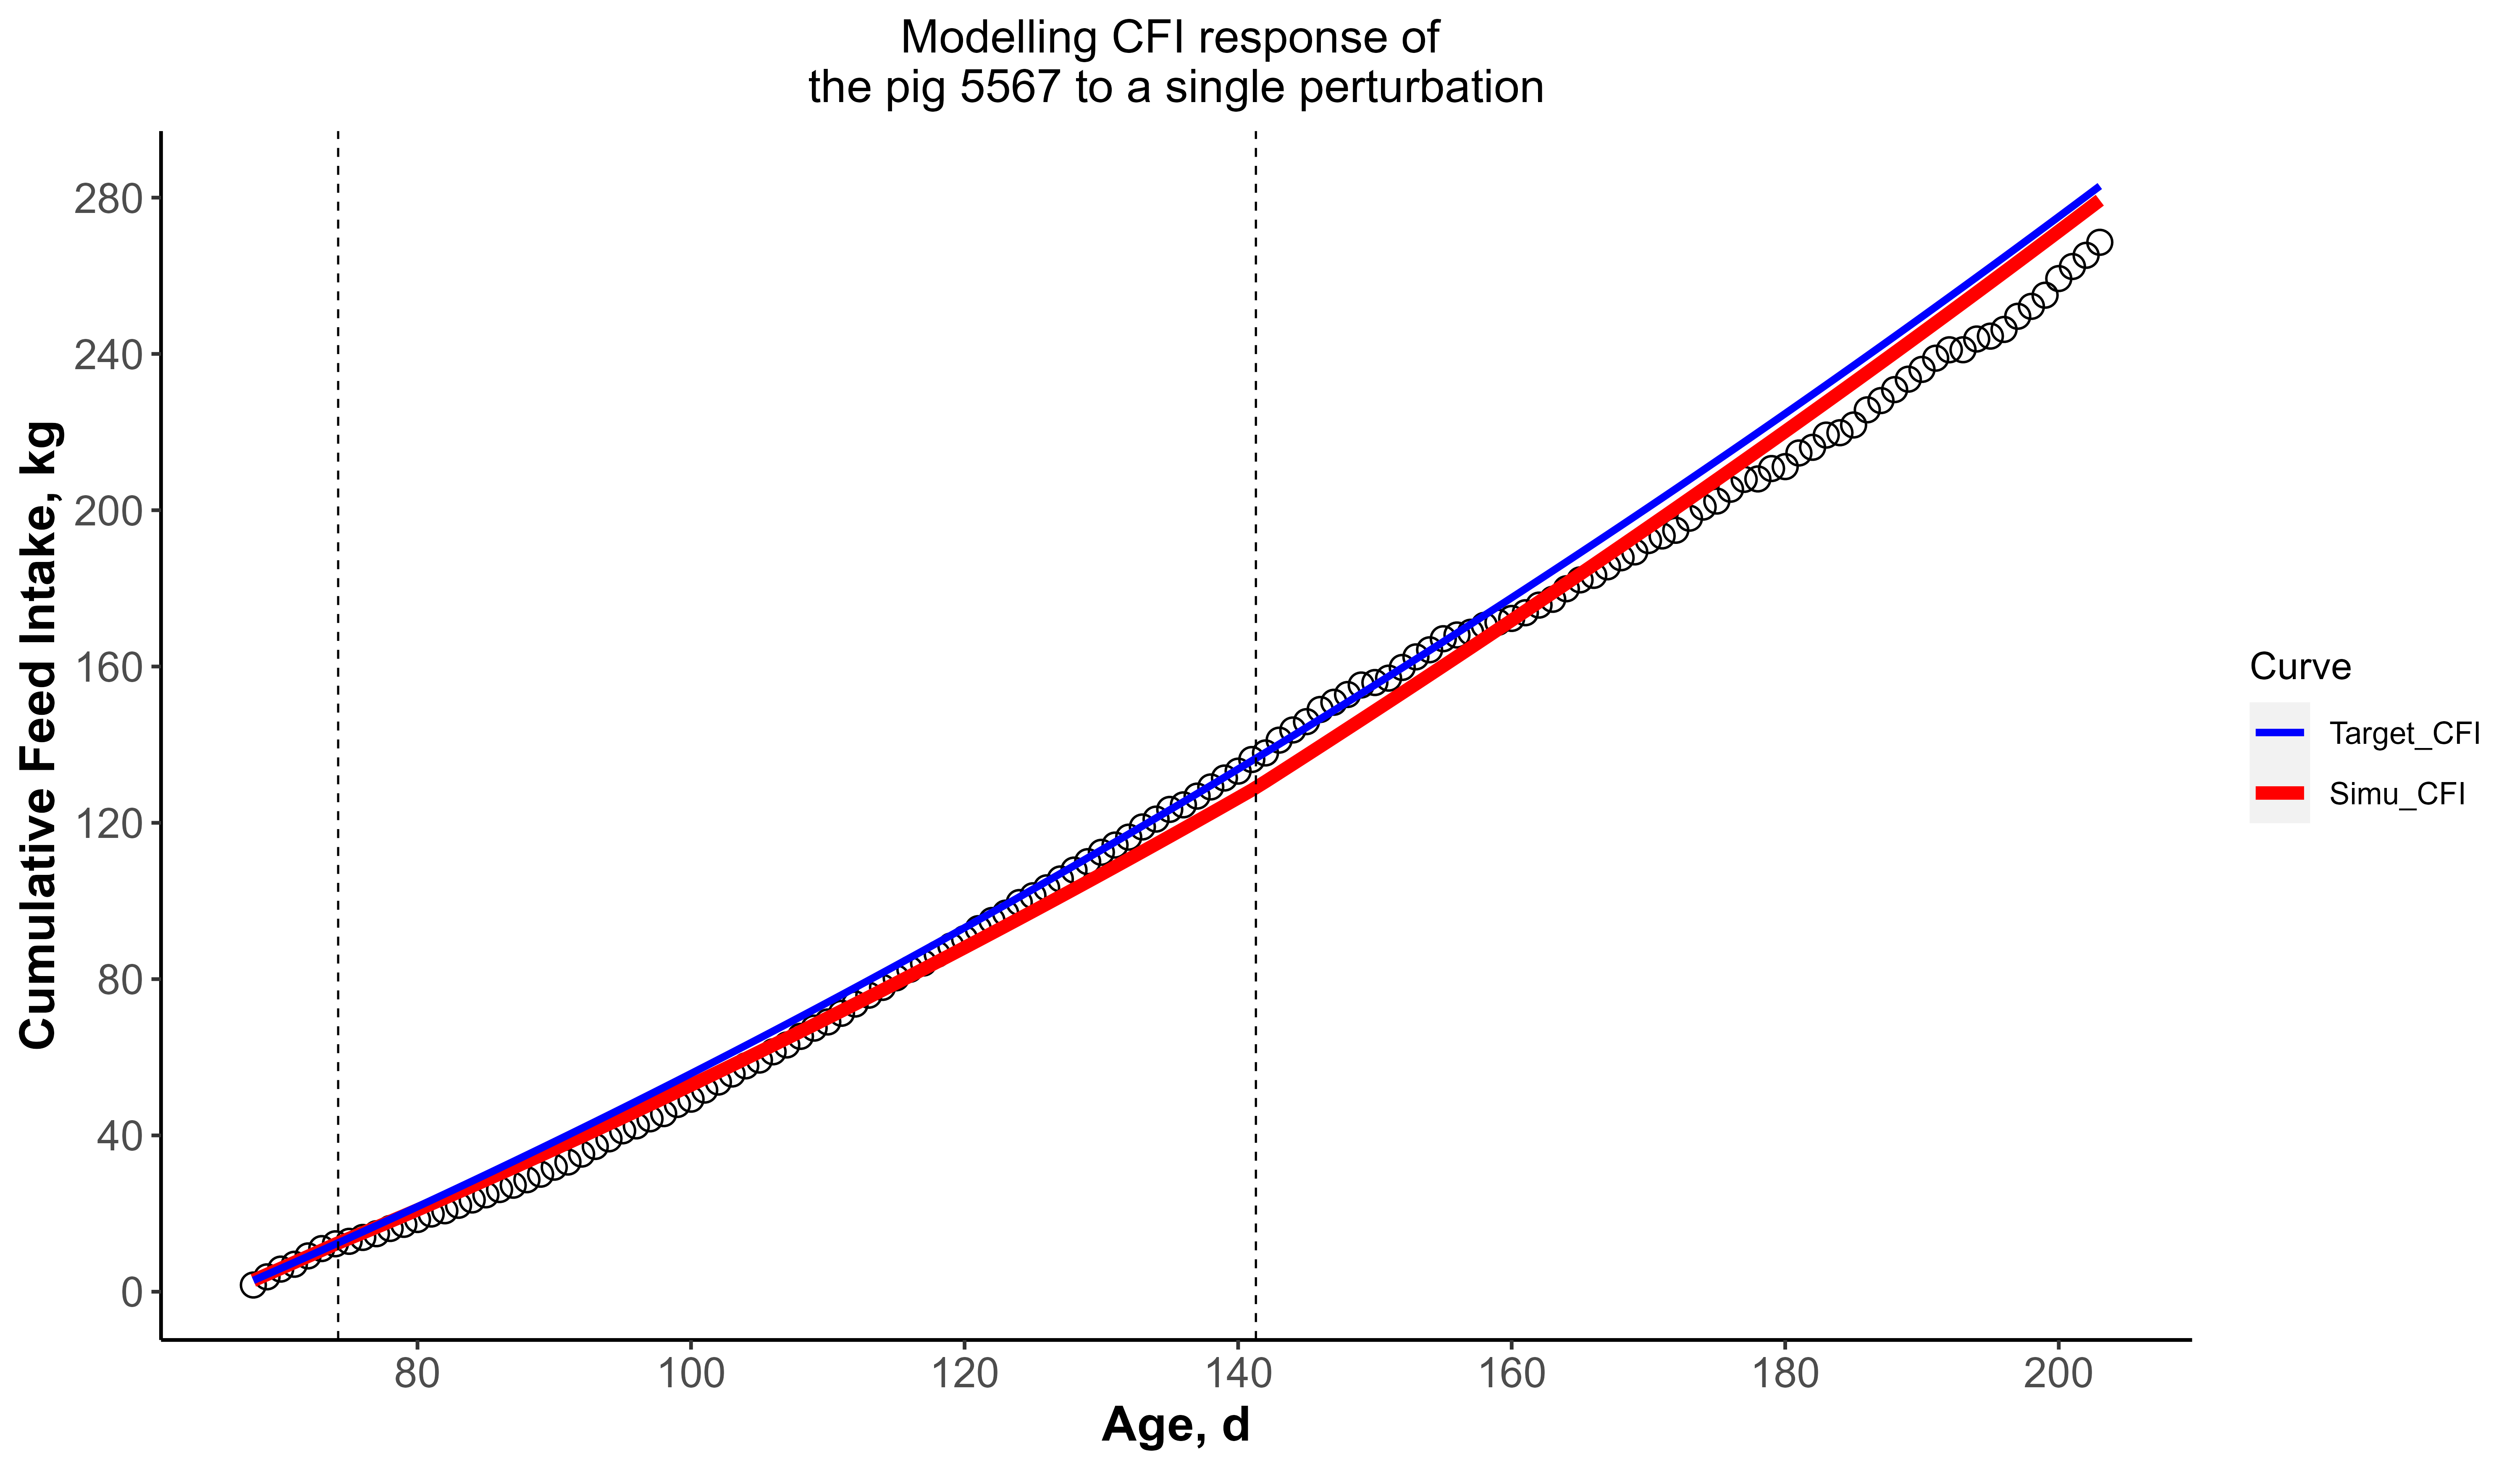 Modelling CFI response of
the pig 5567 to a single perturbation
Cumulative Feed Intake, kg
280
240
200
160
120
80
40
0
80 100 120 140 160 180 200
Age, d
Curve
Target_CFI
Simu_CFI